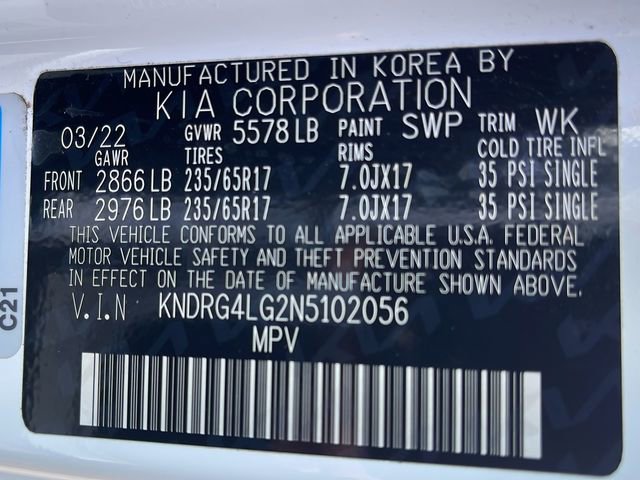 MANUFACTURED IN KOREA BY
KIA CORPORATION
03/22 GVWR 5578 LB PAINT SWP TRIM WK
GAWR TIRES RIMS COLD TIRE INFL
FRONT 2866 LB 235/65R17 7.0JX17 35 PSI SINGLE
REAR 2976 LB 235/65R17 7.0JX17 35 PSI SINGLE
THIS VEHICLE CONFORMS TO ALL APPLICABLE U.S.A. FEDERAL
MOTOR VEHICLE SAFETY AND THEFT PREVENTION STANDARDS
IN EFFECT ON THE DATE OF MANUFACTURE SHOWN ABOVE.
V.I.N KNDRG4LG2N5102056
MPV
C21